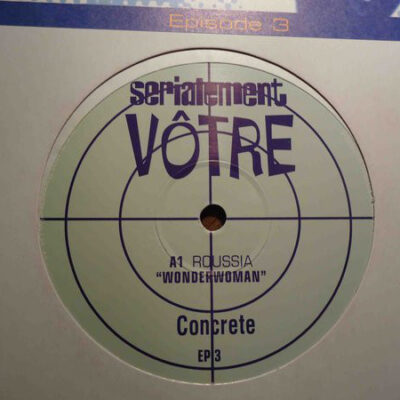 Episode 3
serialement
VÔTRE
A1 ROUSSIA
"WONDERWOMAN"
Concrete
EP 3